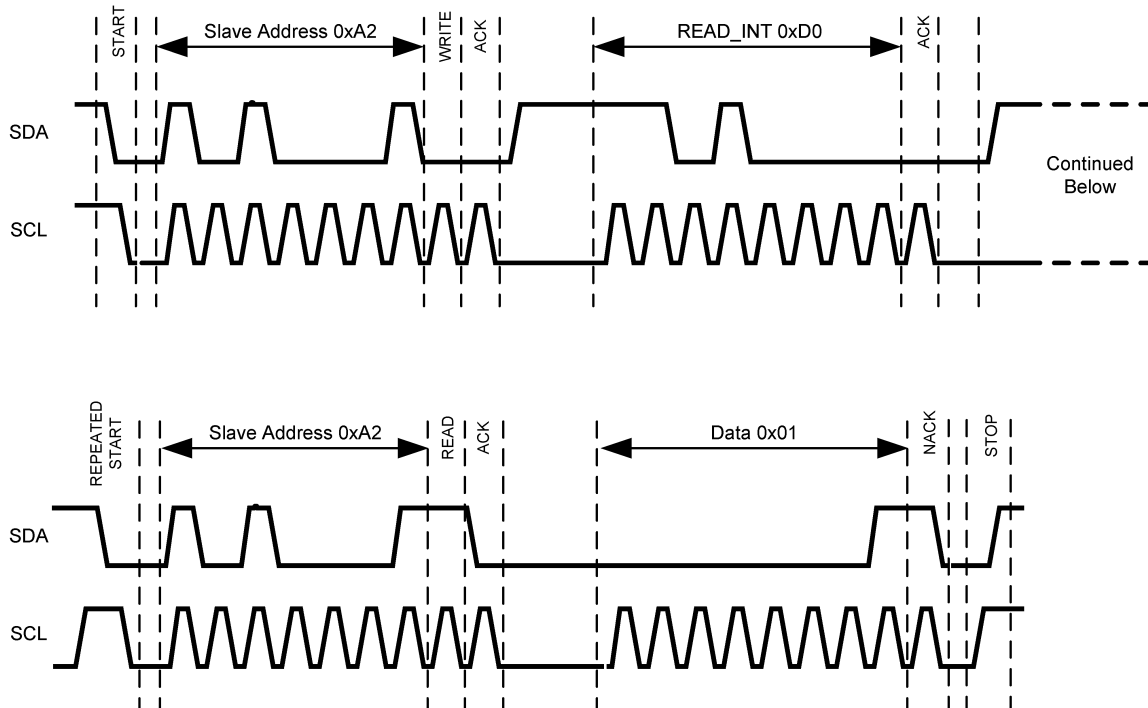 START
Slave Address 0xA2
WRITE
ACK
READ_INT 0xD0
ACK
SDA
SCL
Continued
Below
REPEATED
START
Slave Address 0xA2
READ
ACK
Data 0x01
NACK
STOP
SDA
SCL